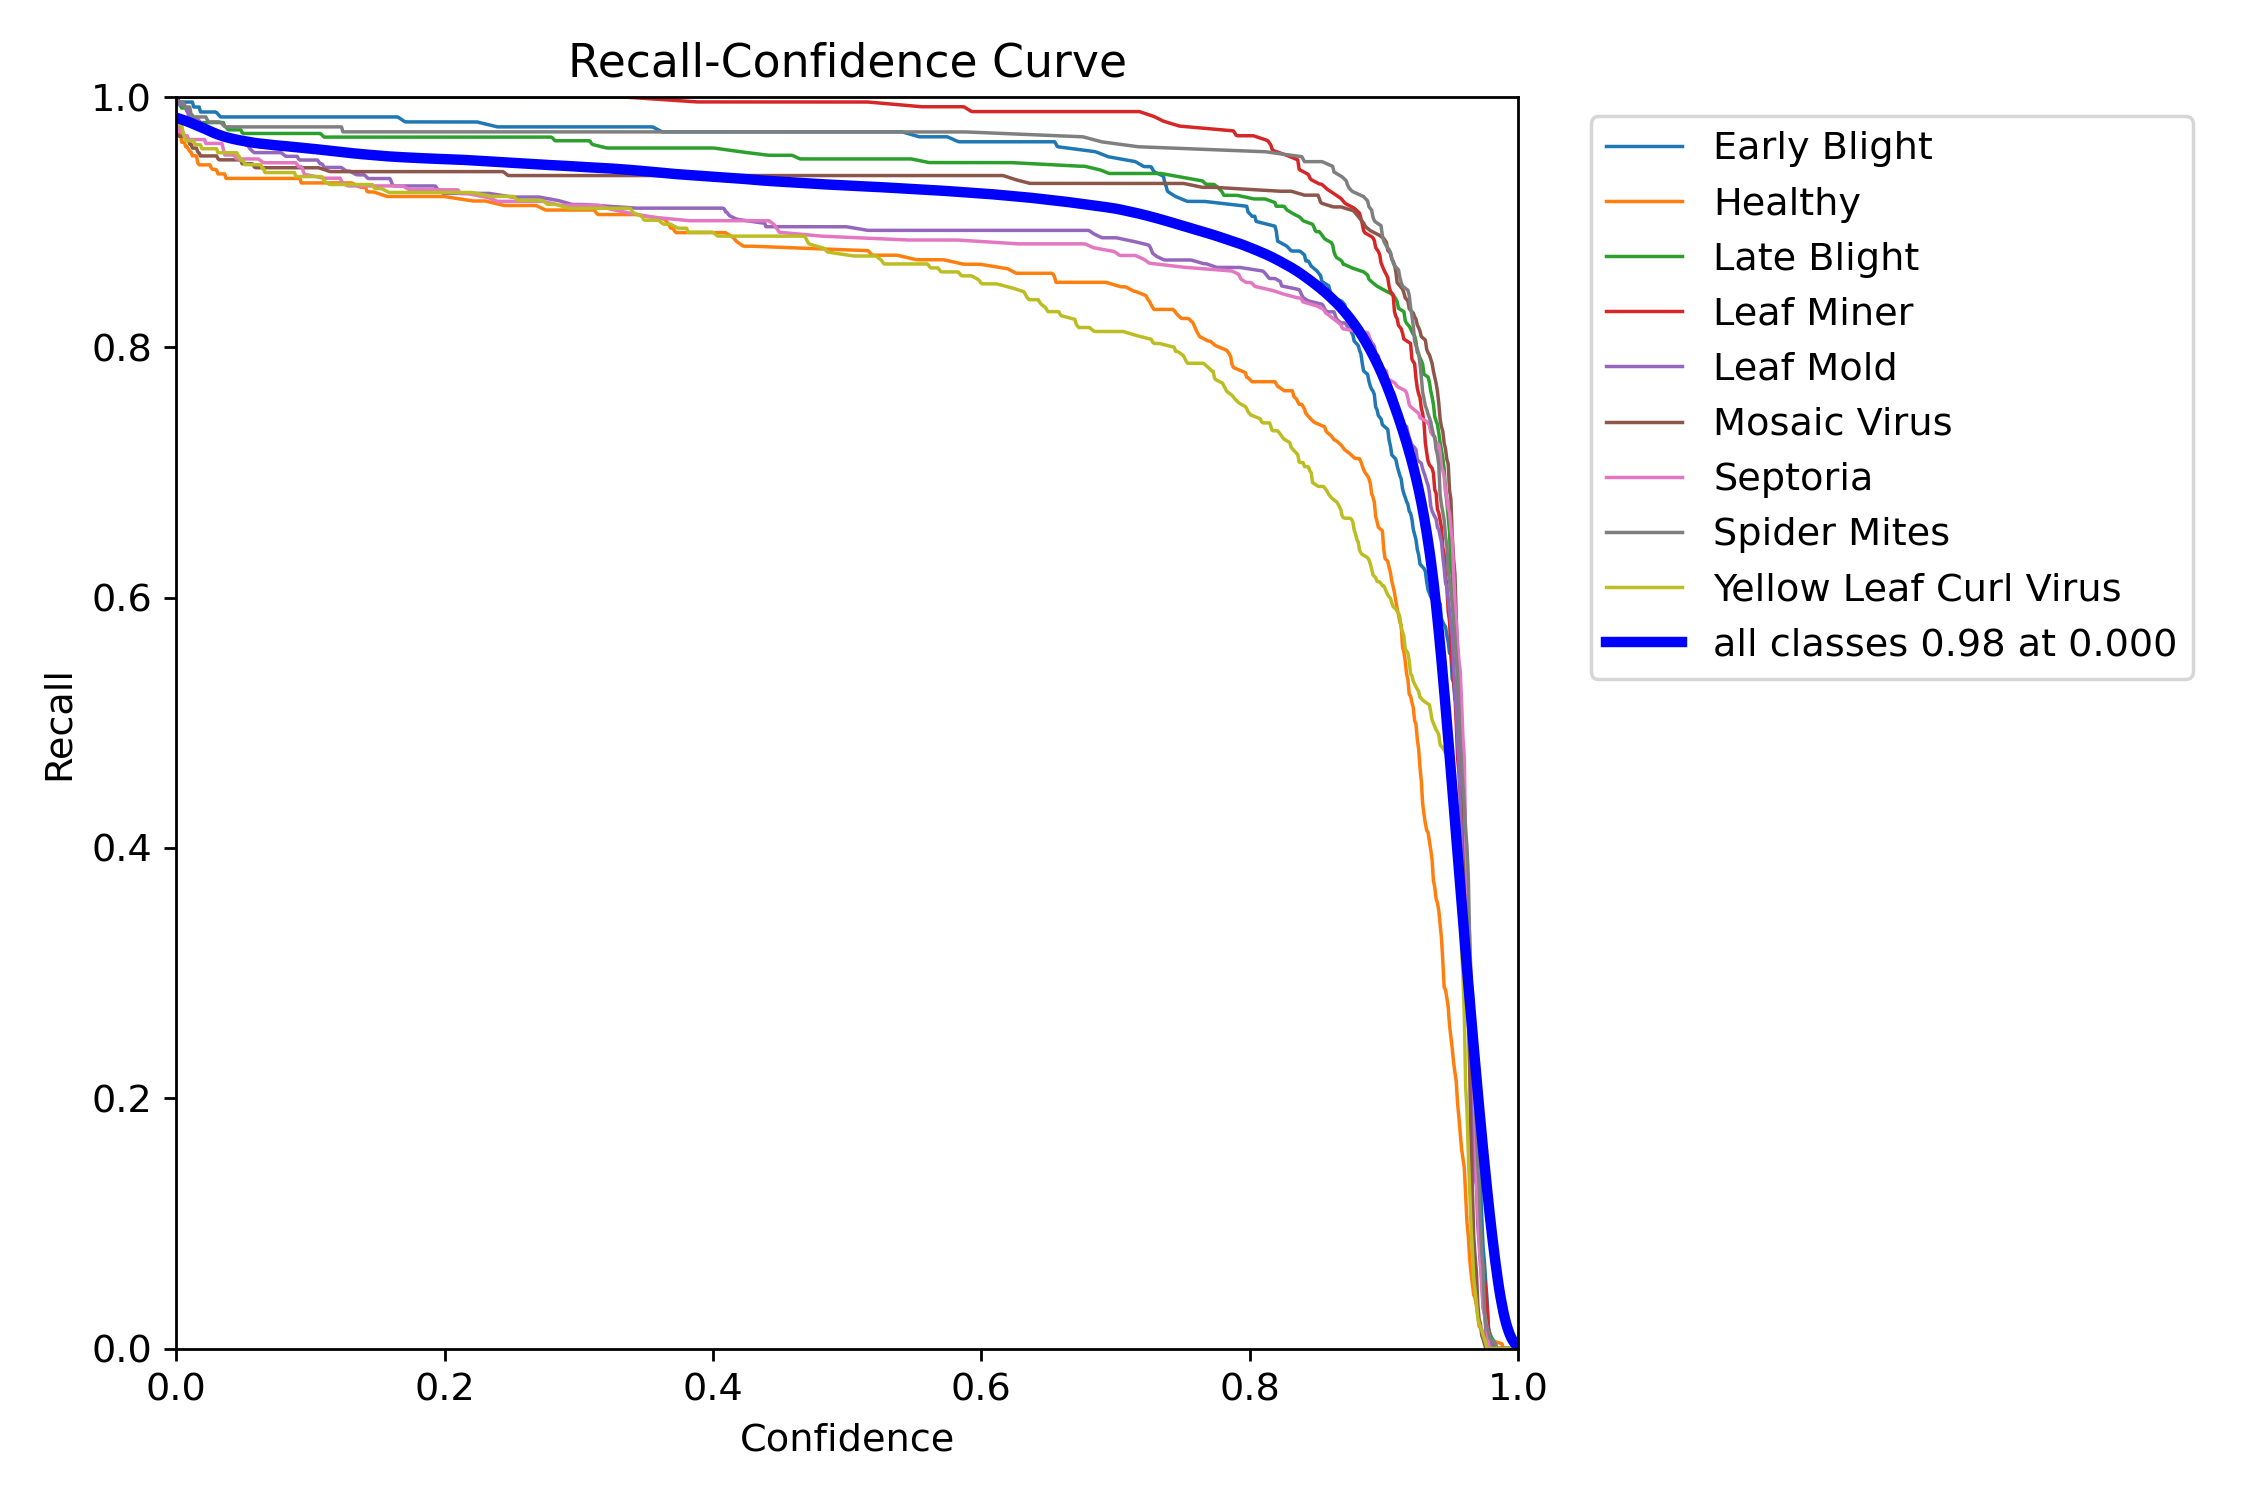 Recall-Confidence Curve
1.0
0.8
0.6
0.4
0.2
0.0
Recall
0.0 0.2 0.4 0.6 0.8 1.0
Confidence
Early Blight
Healthy
Late Blight
Leaf Miner
Leaf Mold
Mosaic Virus
Septoria
Spider Mites
Yellow Leaf Curl Virus
all classes 0.98 at 0.000